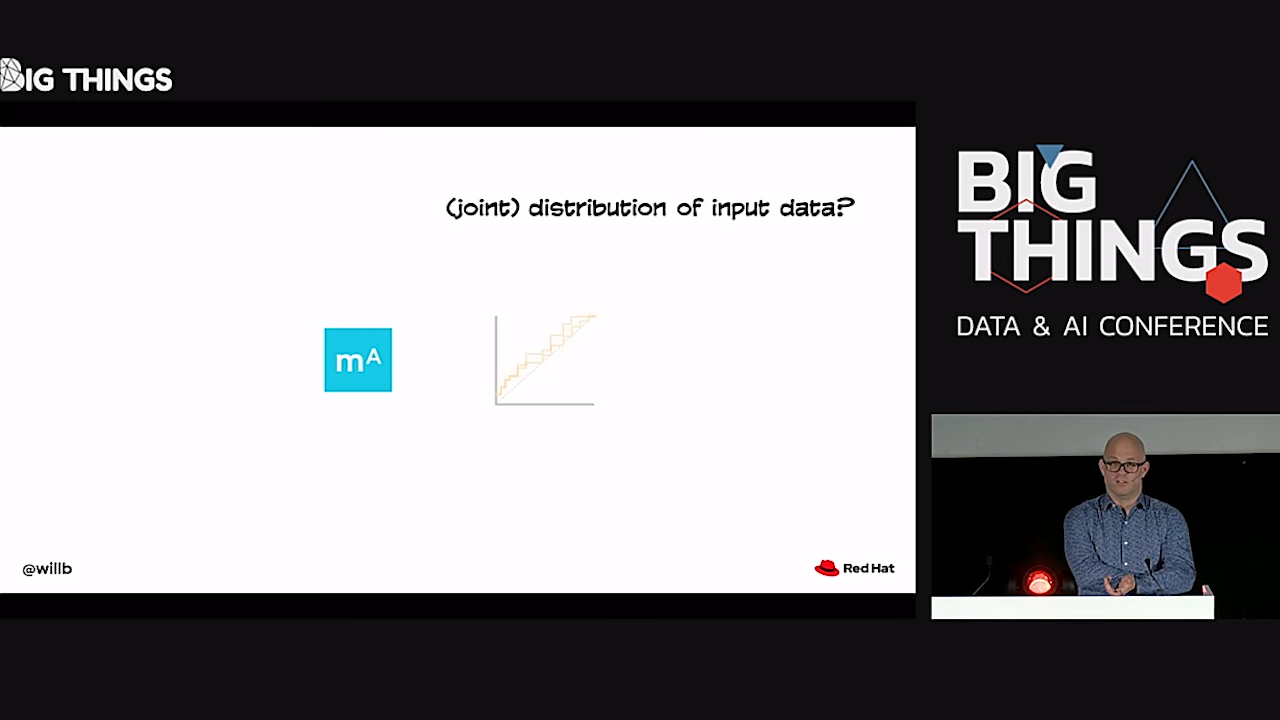 BIG THINGS
(joint) distribution of input data?
mA
@willb
Red Hat
BIG
THINGS
DATA & AI CONFERENCE